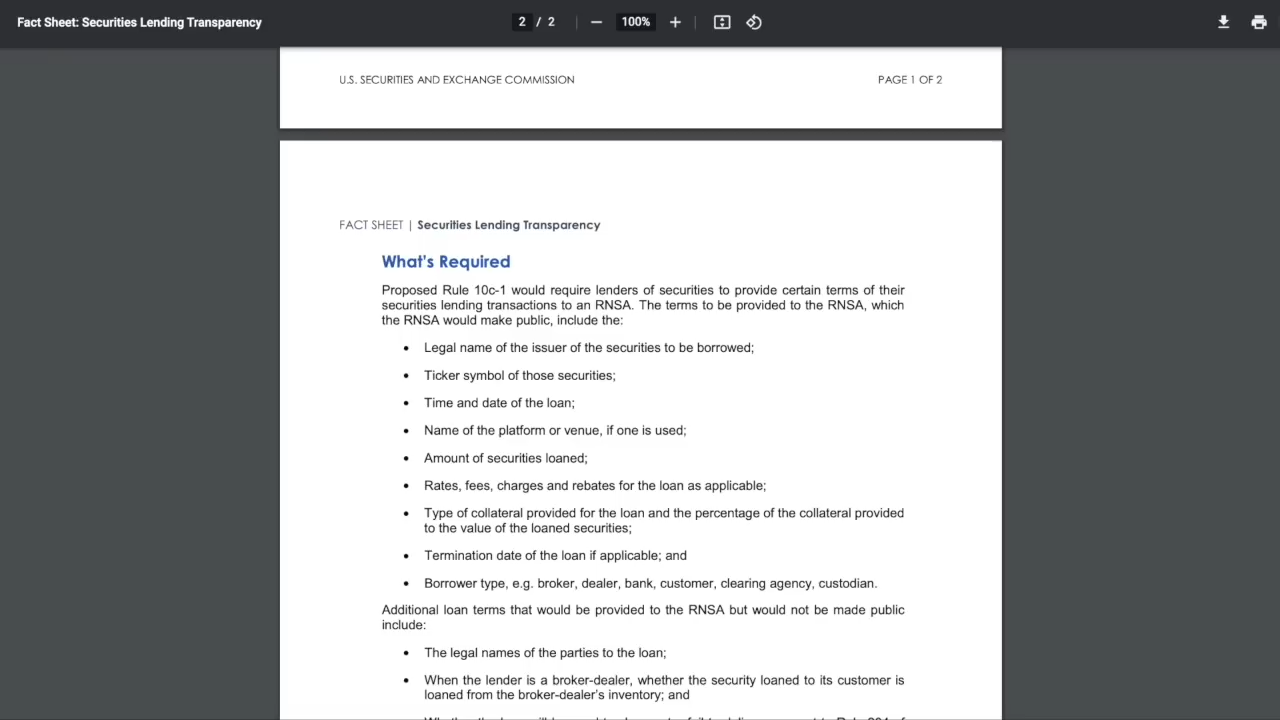 Fact Sheet: Securities Lending Transparency
2 / 2
100%
U.S. SECURITIES AND EXCHANGE COMMISSION
PAGE 1 OF 2
FACT SHEET | Securities Lending Transparency
What's Required
Proposed Rule 10c-1 would require lenders of securities to provide certain terms of their
securities lending transactions to an RNSA. The terms to be provided to the RNSA, which
the RNSA would make public, include the:
• Legal name of the issuer of the securities to be borrowed;
• Ticker symbol of those securities;
• Time and date of the loan;
• Name of the platform or venue, if one is used;
• Amount of securities loaned;
• Rates, fees, charges and rebates for the loan as applicable;
• Type of collateral provided for the loan and the percentage of the collateral provided
to the value of the loaned securities;
• Termination date of the loan if applicable; and
• Borrower type, e.g. broker, dealer, bank, customer, clearing agency, custodian.
Additional loan terms that would be provided to the RNSA but would not be made public
include:
• The legal names of the parties to the loan;
• When the lender is a broker-dealer, whether the security loaned to its customer is
loaned from the broker-dealer's inventory; and